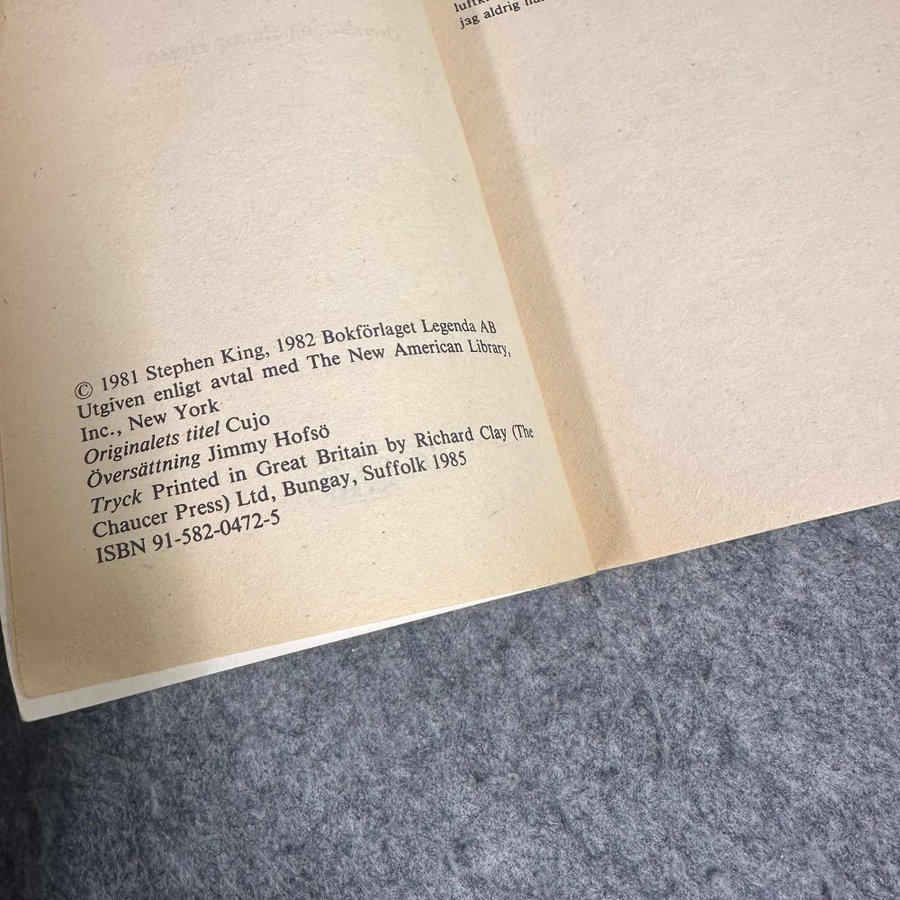 jag aldrig
© 1981 Stephen King, 1982 Bokförlaget Legenda AB
Utgiven enligt avtal med The New American Library,
Inc., New York
Originalets titel Cujo
Översättning Jimmy Hofsö
Tryck Printed in Great Britain by Richard Clay (The
Chaucer Press) Ltd, Bungay, Suffolk 1985
ISBN 91-582-0472-5